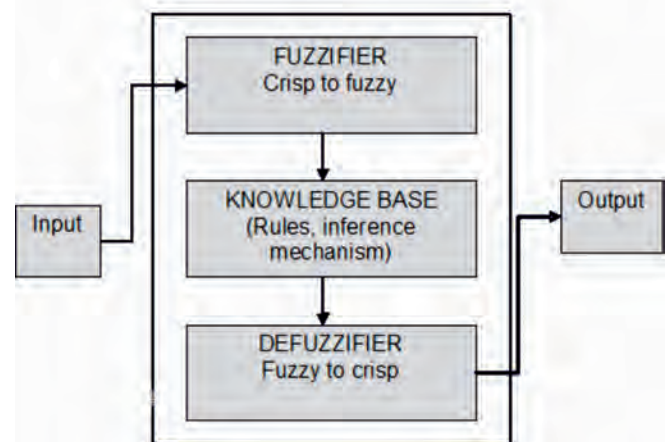 FUZZIFIER
Crisp to fuzzy
Input
KNOWLEDGE BASE
(Rules, inference
mechanism)
Output
DEFUZZIFIER
Fuzzy to crisp